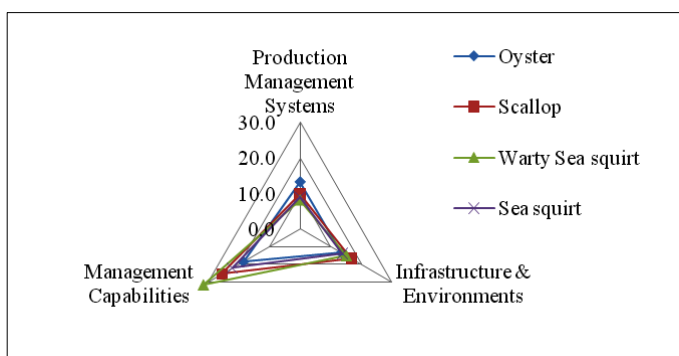 Production
Management
Systems
30.0
20.0
10.0
0.0
Management
Capabilities
Infrastructure &
Environments
Oyster
Scallop
Warty Sea squirt
Sea squirt